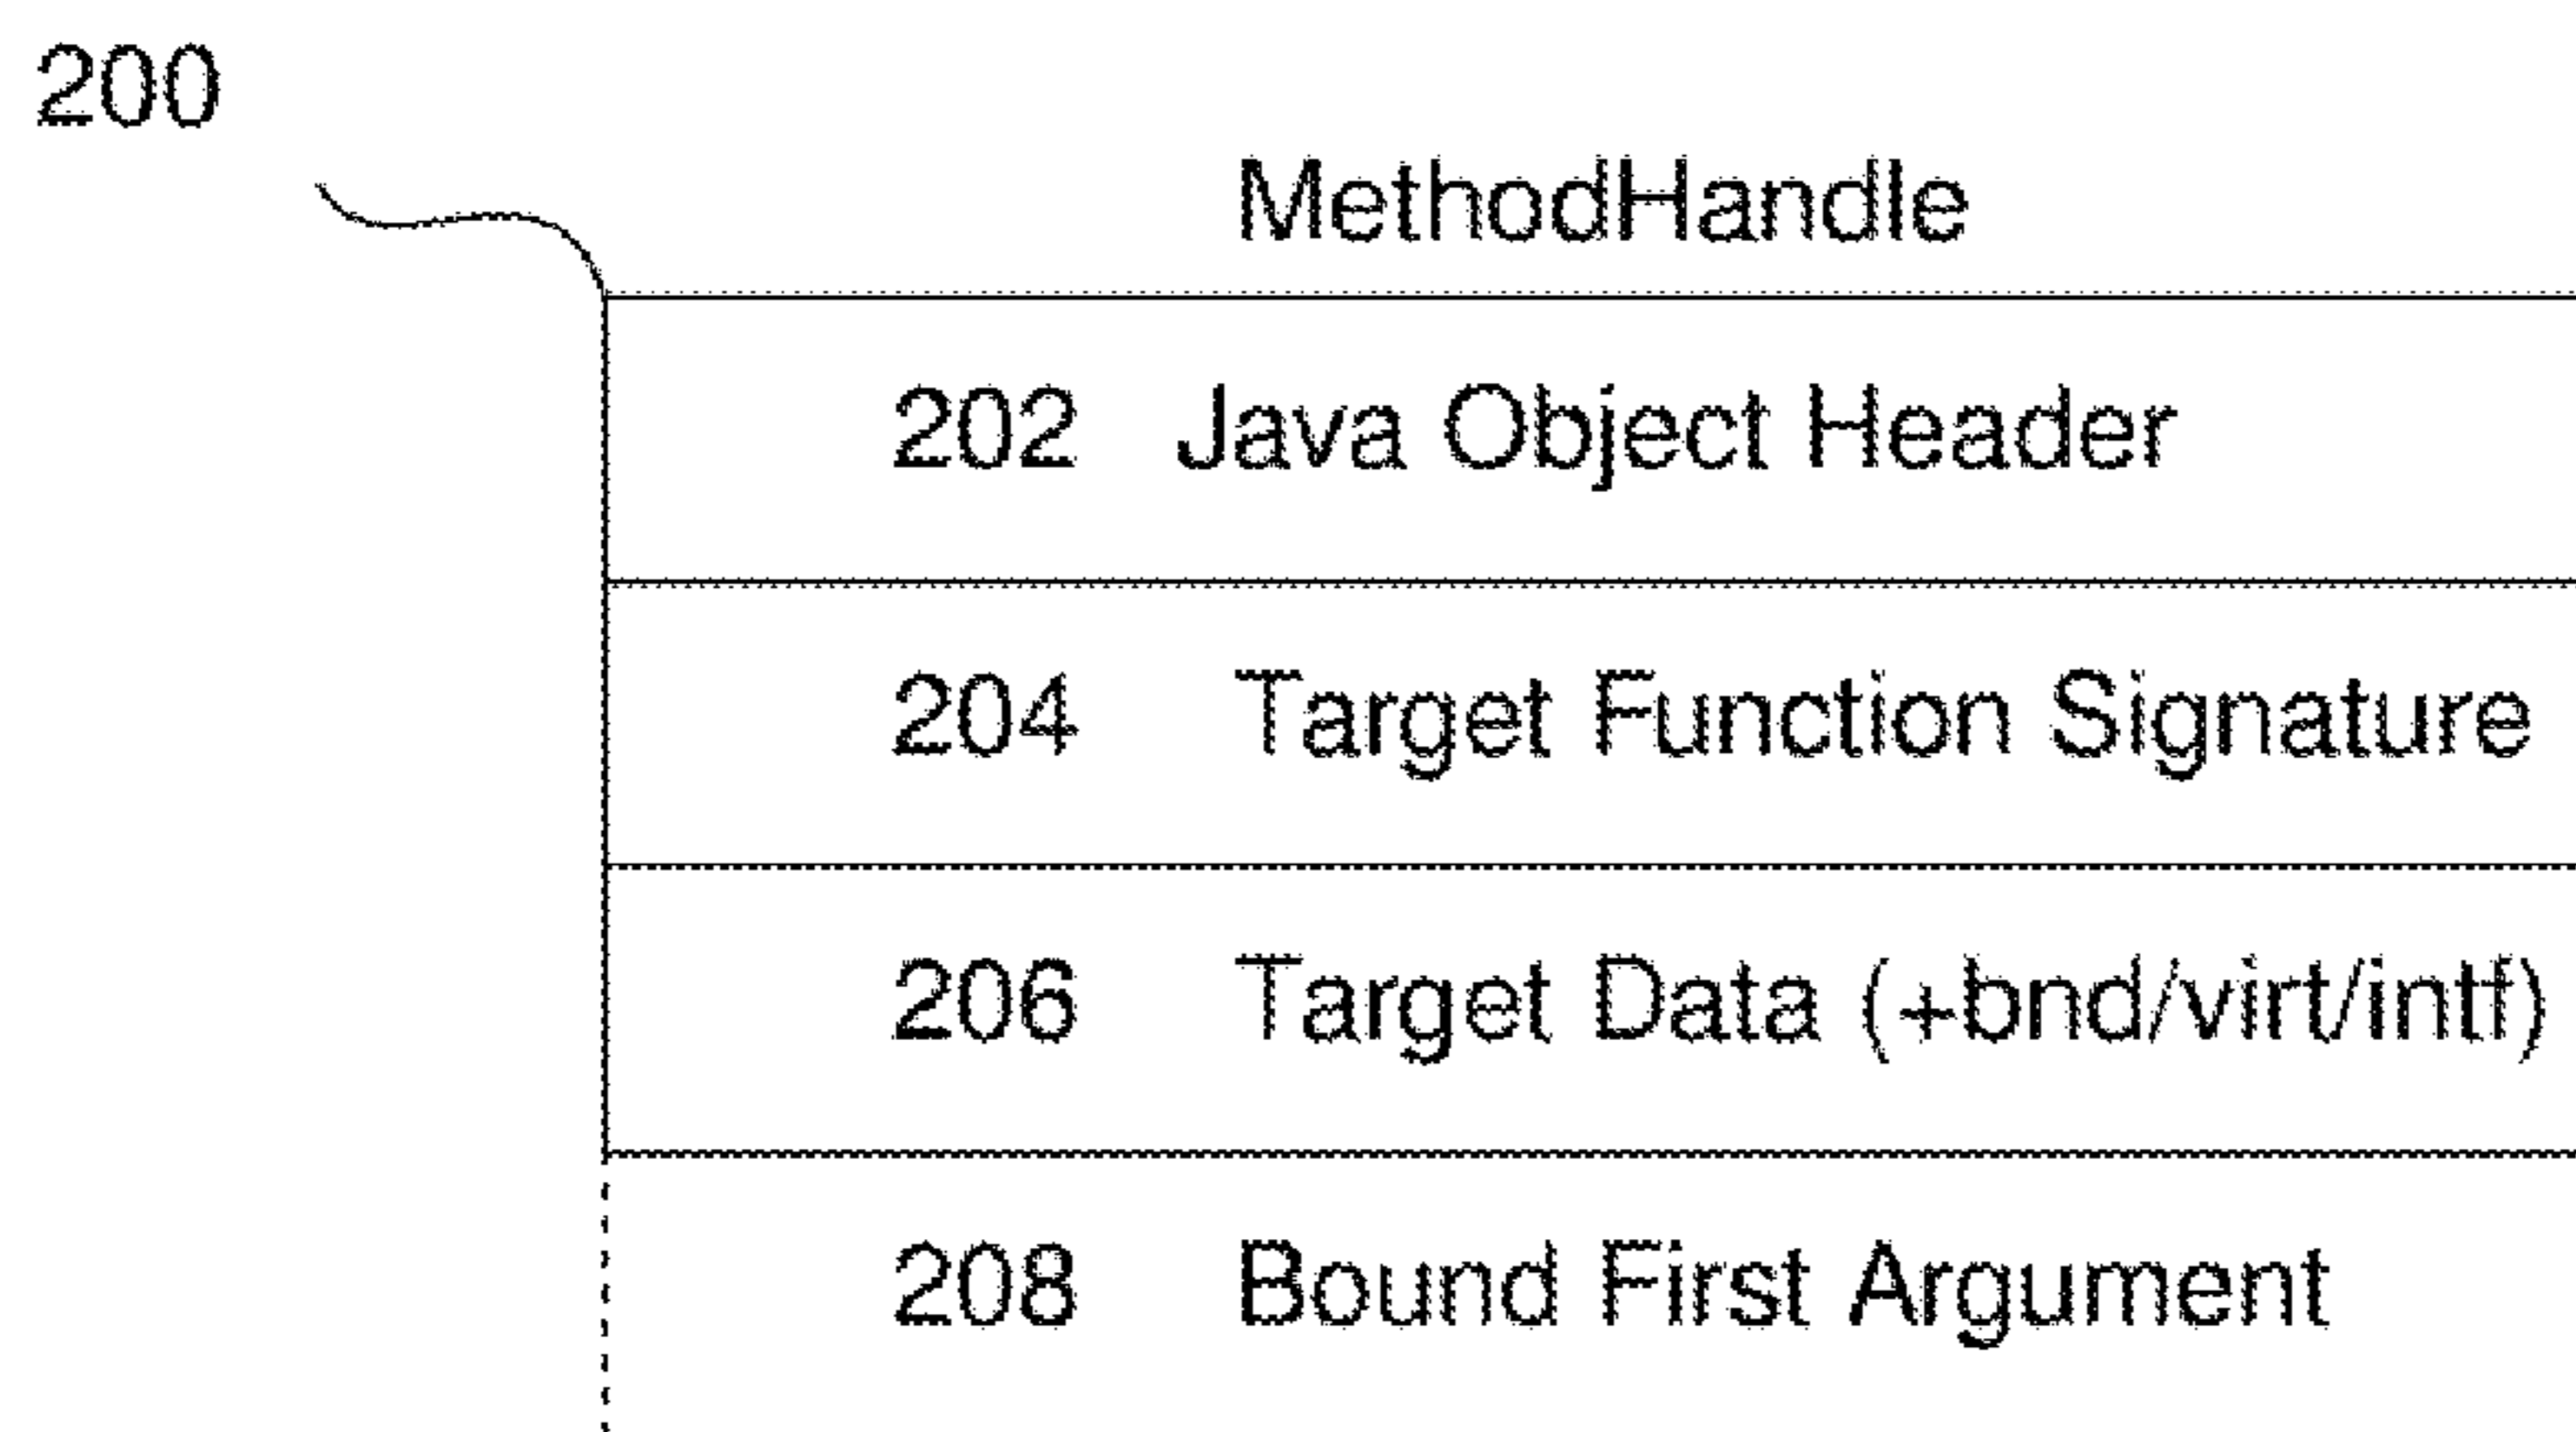 200
MethodHandle
202 Java Object Header
204 Target Function Signature
206 Target Data (+bnd/virt/intf)
208 Bound First Argument